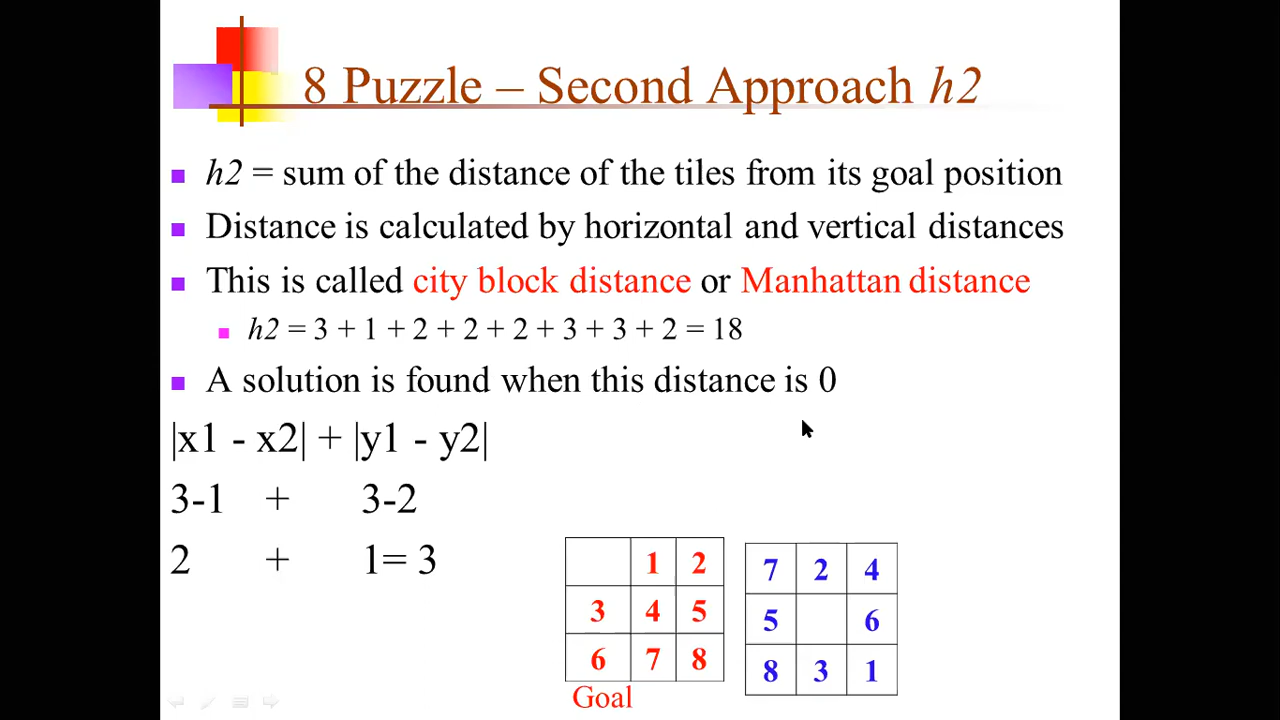 8 Puzzle – Second Approach h2
h2 = sum of the distance of the tiles from its goal position
Distance is calculated by horizontal and vertical distances
This is called city block distance or Manhattan distance
h2 = 3 + 1 + 2 + 2 + 2 + 3 + 3 + 2 = 18
A solution is found when this distance is 0
|x1 - x2| + |y1 - y2|
3-1 + 3-2
2 + 1= 3
1 2
3 4 5
6 7 8
Goal
7 2 4
5 6
8 3 1